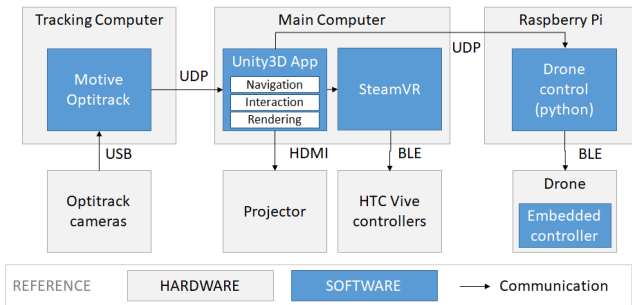 Tracking Computer
Main Computer
Raspberry Pi
Motive
Optitrack
UDP
Unity3D App
Navigation
Interaction
Rendering
SteamVR
UDP
Drone
control
(python)
USB
HDMI
BLE
BLE
Optitrack
cameras
Projector
HTC Vive
controllers
Drone
Embedded
controller
REFERENCE
HARDWARE
SOFTWARE
Communication